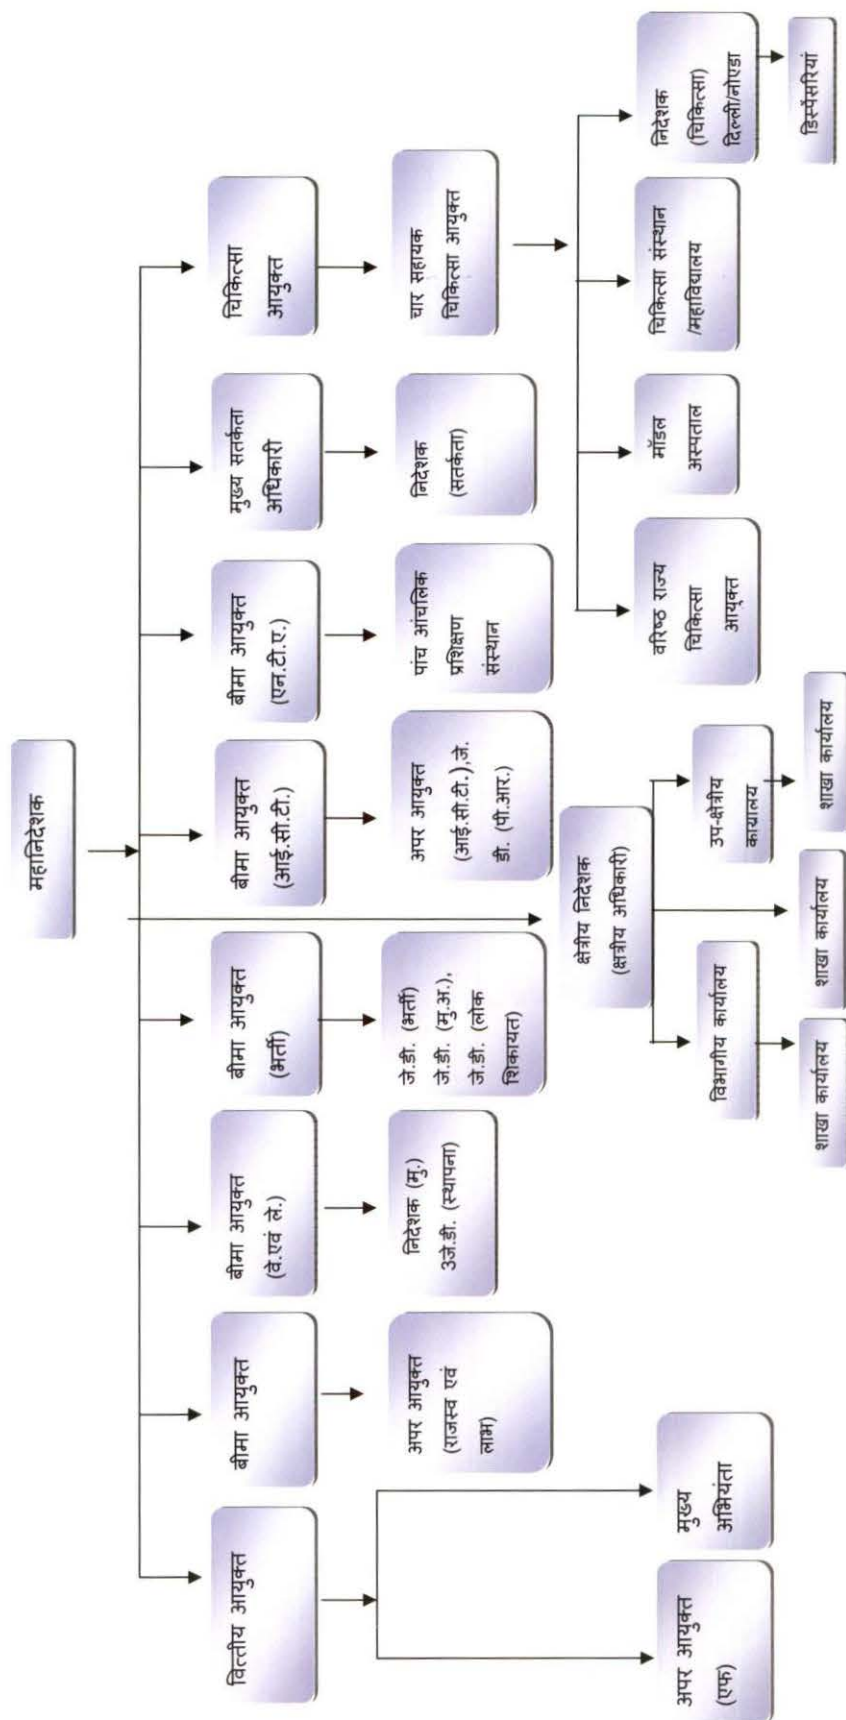 महानिदेशक
वित्तीय आयुक्त
बीमा आयुक्त
बीमा आयुक्त
(वे.एवं ले.)
बीमा आयुक्त
(भर्ती)
बीमा आयुक्त
(आई.सी.टी.)
बीमा आयुक्त
(एन.टी.ए.)
मुख्य सतर्कता
अधिकारी
चिकित्सा
आयुक्त
अपर आयुक्त
(राजस्व एवं
लाभ)
निदेशक (मु.)
3जे.डी. (स्थापना)
जे.डी. (भर्ती)
जे.डी. (मु.अ.),
जे.डी. (लोक
शिकायत)
अपर आयुक्त
(आई.सी.टी.),जे.
डी. (पी.आर.)
पांच आंचलिक
प्रशिक्षण
संस्थान
निदेशक
(सतर्कता)
चार सहायक
चिकित्सा आयुक्त
क्षेत्रीय निदेशक
(क्षत्रीय अधिकारी)
अपर आयुक्त
(एफ)
मुख्य
अभियंता
विभागीय कार्यालय
उप-क्षेत्रीय
कायालय
वरिष्ठ राज्य
चिकित्सा
आयुक्त
मॉडल
अस्पताल
चिकित्सा संस्थान
/महाविद्यालय
निदेशक
(चिकित्सा)
दिल्ली/नोएडा
शाखा कार्यालय
शाखा कार्यालय
शाखा कार्यालय
डिस्पेंसरियां